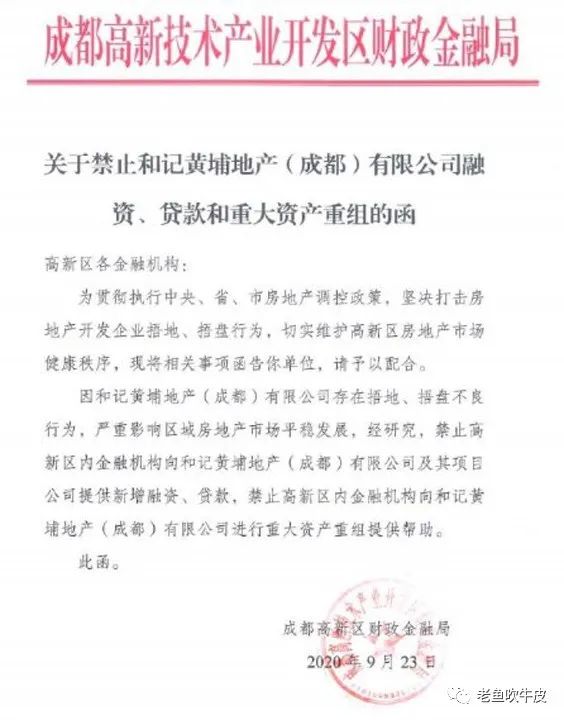 成都高新技术产业开发区财政金融局
关于禁止和记黄埔地产（成都）有限公司融
资、贷款和重大资产重组的函
高新区各金融机构：
为贯彻执行中央、省、市房地产调控政策，坚决打击房
地产开发企业捂地、捂盘行为，切实维护高新区房地产市场
健康秩序，现将相关事项函告你单位，请予以配合。
因和记黄埔地产（成都）有限公司存在捂地、捂盘不良
行为，严重影响区域房地产市场平稳发展，经研究，禁止高
新区内金融机构向和记黄埔地产（成都）有限公司及其项目
公司提供新增融资、贷款，禁止高新区内金融机构向和记黄
埔地产（成都）有限公司进行重大资产重组提供帮助。
此函。
成都高新区财政金融局
2020年9月23日
老鱼吹牛皮